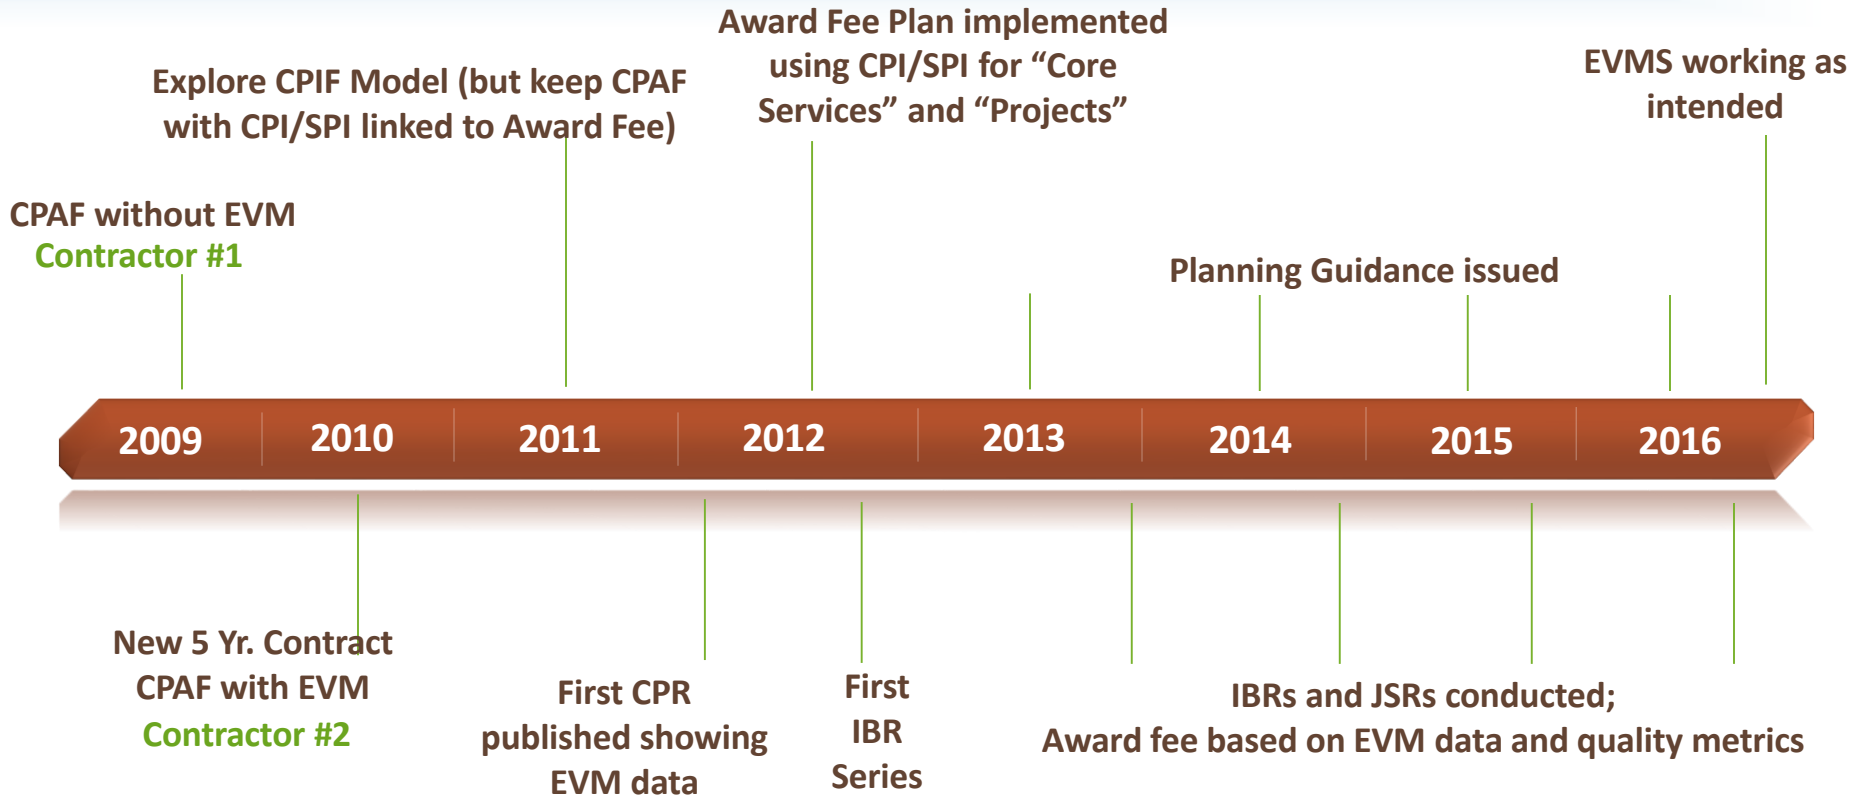 Award Fee Plan implemented
using CPI/SPI for “Core
Services” and “Projects”
Explore CPIF Model (but keep CPAF
with CPI/SPI linked to Award Fee)
EVMS working as
intended
CPAF without EVM
Contractor #1
Planning Guidance issued
2009
2010
2011
2012
2013
2014
2015
2016
New 5 Yr. Contract
CPAF with EVM
Contractor #2
First CPR
published showing
EVM data
First
IBR
Series
IBRs and JSRs conducted;
Award fee based on EVM data and quality metrics